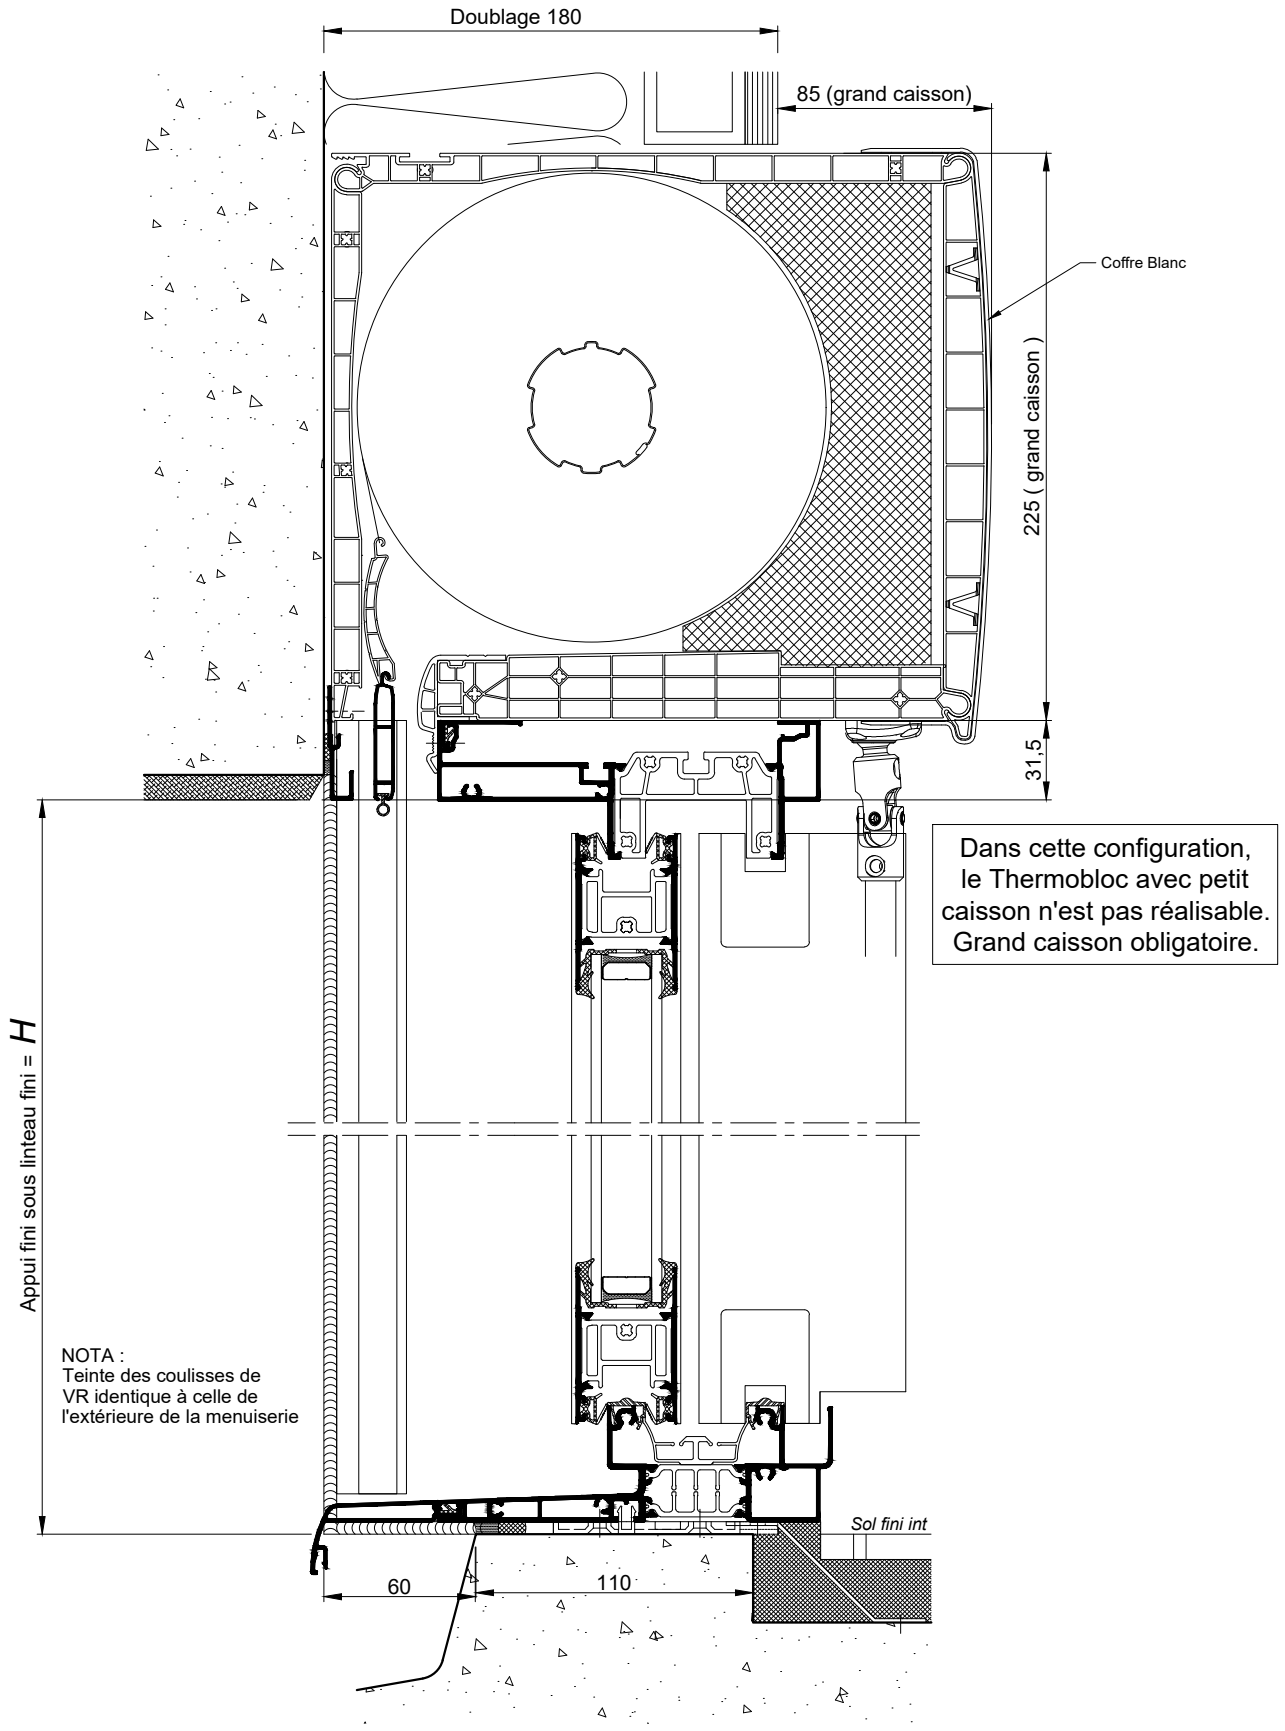 Doublage 180
85 (grand caisson)
Coffre Blanc
225 ( grand caisson )
31,5
Dans cette configuration,
le Thermobloc avec petit
caisson n'est pas réalisable.
Grand caisson obligatoire.
Appui fini sous linteau fini = H
NOTA :
Teinte des coulisses de
VR identique à celle de
l'extérieure de la menuiserie
Sol fini int
60
110